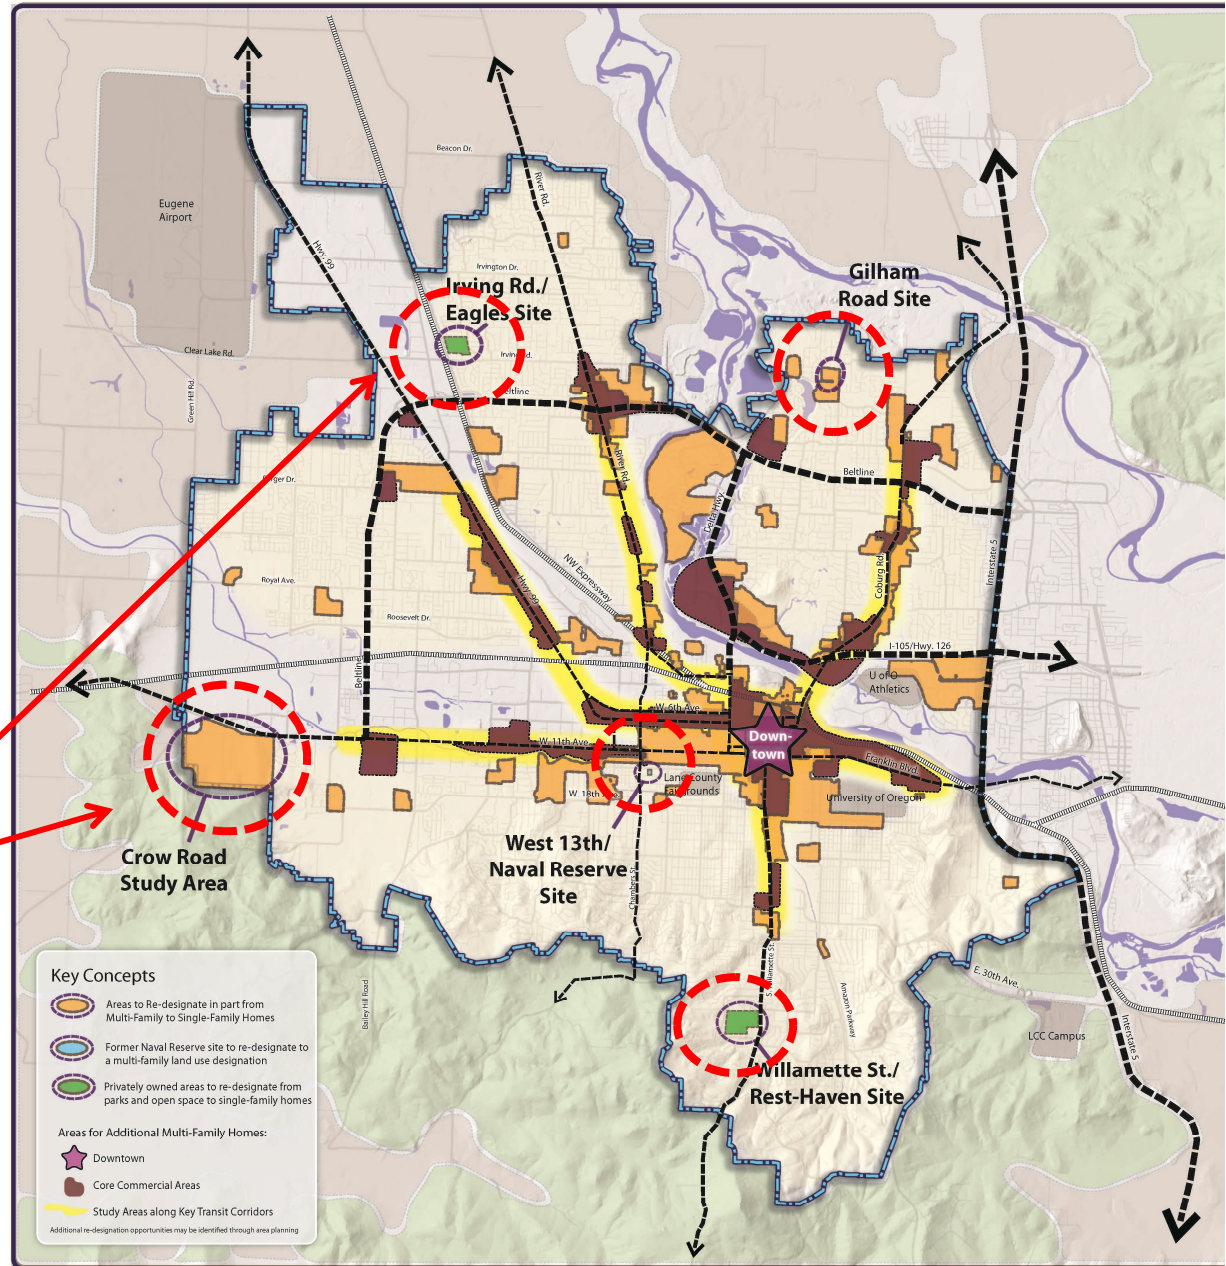 Beacon Dr.
Eugene
Airport
River Rd.
Hwy. 99
Irvington Dr.
Irving Rd./
Eagles Site
Gilham
Road Site
Clear Lake Rd.
Green Hill Rd.
Beltline
River Rd.
Beltline
Delta Hwy.
Royal Ave.
Roosevelt Dr.
Hwy. 99
NW Expressway
Coburg Rd.
Interstate 5
I-105/Hwy. 126
U of O
Athletics
Beltline
W. 6th Ave.
W. 11th Ave.
Down-
town
Franklin Blvd.
Lane County
Fairgrounds
University of Oregon
Crow Road
Study Area
West 13th/
Naval Reserve
Site
Chambers St.
S. Willamette St.
Amazon Parkway
E. 30th Ave.
LCC Campus
Interstate 5
Bailey Hill Road
Willamette St./
Rest-Haven Site
Key Concepts
Areas to Re-designate in part from
Multi-Family to Single-Family Homes
Former Naval Reserve site to re-designate to
a multi-family land use designation
Privately owned areas to re-designate from
parks and open space to single-family homes
Areas for Additional Multi-Family Homes:
Downtown
Core Commercial Areas
Study Areas along Key Transit Corridors
Additional re-designation opportunities may be identified through area planning